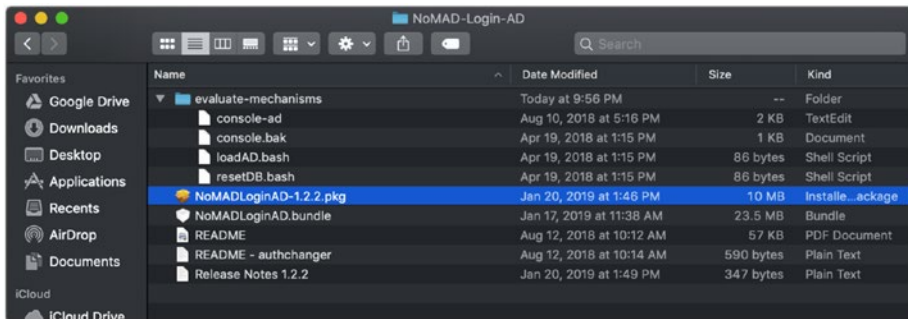 NoMAD-Login-AD
Search
Favorites
Google Drive
Downloads
Desktop
Applications
Recents
AirDrop
Documents
iCloud
iCloud Drive
Name Date Modified Size Kind
evaluate-mechanisms Today at 9:56 PM -- Folder
console-ad Aug 10, 2018 at 5:16 PM 2 KB TextEdit
console.bak Apr 19, 2018 at 1:15 PM 1 KB Document
loadAD.bash Apr 19, 2018 at 1:15 PM 86 bytes Shell Script
resetDB.bash Apr 19, 2018 at 1:15 PM 86 bytes Shell Script
NoMADLoginAD-1.2.2.pkg Jan 20, 2019 at 1:46 PM 10 MB Installe...ackage
NoMADLoginAD.bundle Jan 17, 2019 at 11:38 AM 23.5 MB Bundle
README Aug 12, 2018 at 10:12 AM 57 KB PDF Document
README - authchanger Aug 12, 2018 at 10:14 AM 590 bytes Plain Text
Release Notes 1.2.2 Jan 20, 2019 at 1:49 PM 347 bytes Plain Text